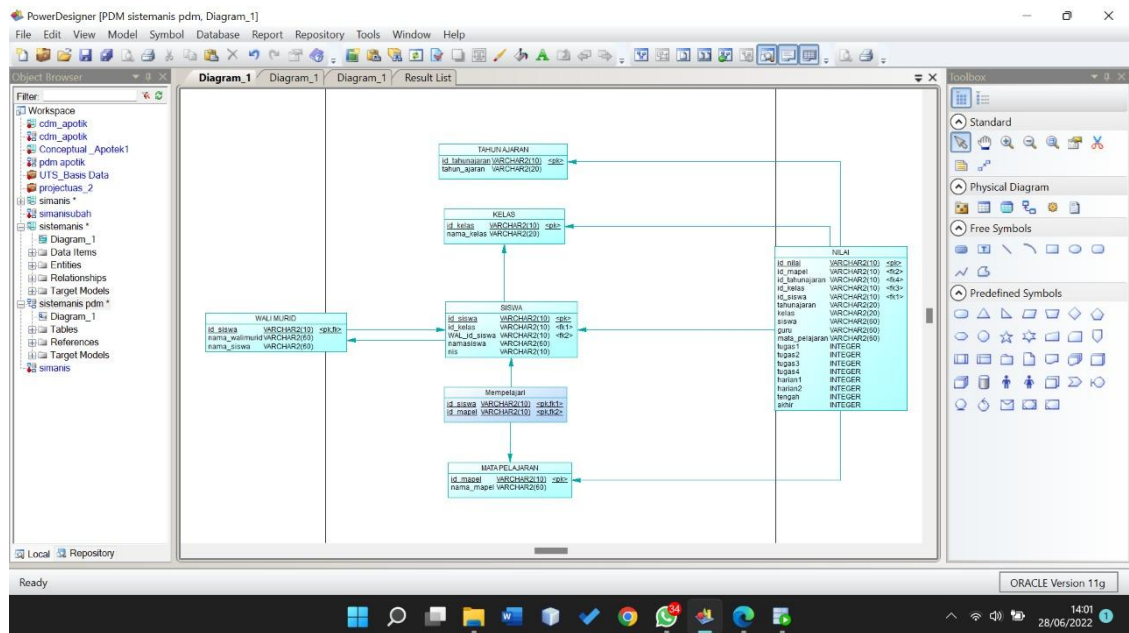 PowerDesigner [PDM sistemanis pdm, Diagram_1]
File Edit View Model Symbol Database Report Repository Tools Window Help
Object Browser
Filter:
Workspace
cdm_apotik
cdm_apotik
Conceptual _Apotek1
pdm apotik
UTS_Basis Data
projectuas_2
simanis *
simanisubah
sistemanis *
Diagram_1
Data Items
Entities
Relationships
Target Models
sistemanis pdm *
Diagram_1
Tables
References
Target Models
simanis
Local Repository
Diagram_1 Diagram_1 Diagram_1 Result List
TAHUN AJARAN
id_tahunajaran VARCHAR2(10) <pk>
tahun_ajaran VARCHAR2(20)
KELAS
id_kelas VARCHAR2(10) <pk>
nama_kelas VARCHAR2(20)
WALI MURID
id_siswa VARCHAR2(10) <pk,fk>
nama_walimurid VARCHAR2(60)
nama_siswa VARCHAR2(60)
SISWA
id_siswa VARCHAR2(10) <pk>
id_kelas VARCHAR2(10) <fk1>
WAL_id_siswa VARCHAR2(10) <fk2>
namasiswa VARCHAR2(60)
nis VARCHAR2(10)
Mempelajari
id_siswa VARCHAR2(10) <pk,fk1>
id_mapel VARCHAR2(10) <pk,fk2>
MATA PELAJARAN
id_mapel VARCHAR2(10) <pk>
nama_mapel VARCHAR2(60)
NILAI
id_nilai VARCHAR2(10) <pk>
id_mapel VARCHAR2(10) <fk2>
id_tahunajaran VARCHAR2(10) <fk4>
id_kelas VARCHAR2(10) <fk3>
id_siswa VARCHAR2(10) <fk1>
tahunajaran VARCHAR2(20)
kelas VARCHAR2(20)
siswa VARCHAR2(60)
guru VARCHAR2(60)
mata_pelajaran VARCHAR2(60)
tugas1 INTEGER
tugas2 INTEGER
tugas3 INTEGER
tugas4 INTEGER
harian1 INTEGER
harian2 INTEGER
tengah INTEGER
akhir INTEGER
Toolbox
Standard
Physical Diagram
Free Symbols
Predefined Symbols
Ready
ORACLE Version 11g
34
14:01
28/06/2022
1